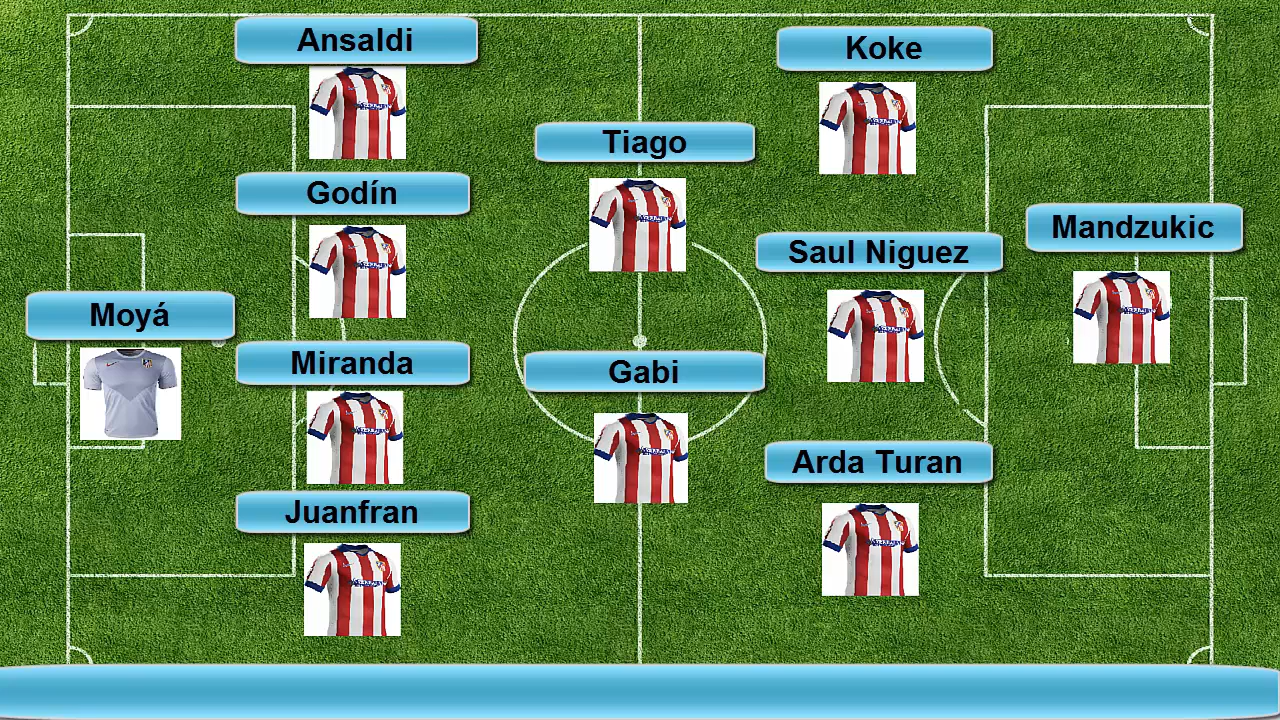 Ansaldi
Koke
Tiago
Godín
Mandzukic
Saul Niguez
Moyá
Miranda
Gabi
Arda Turan
Juanfran